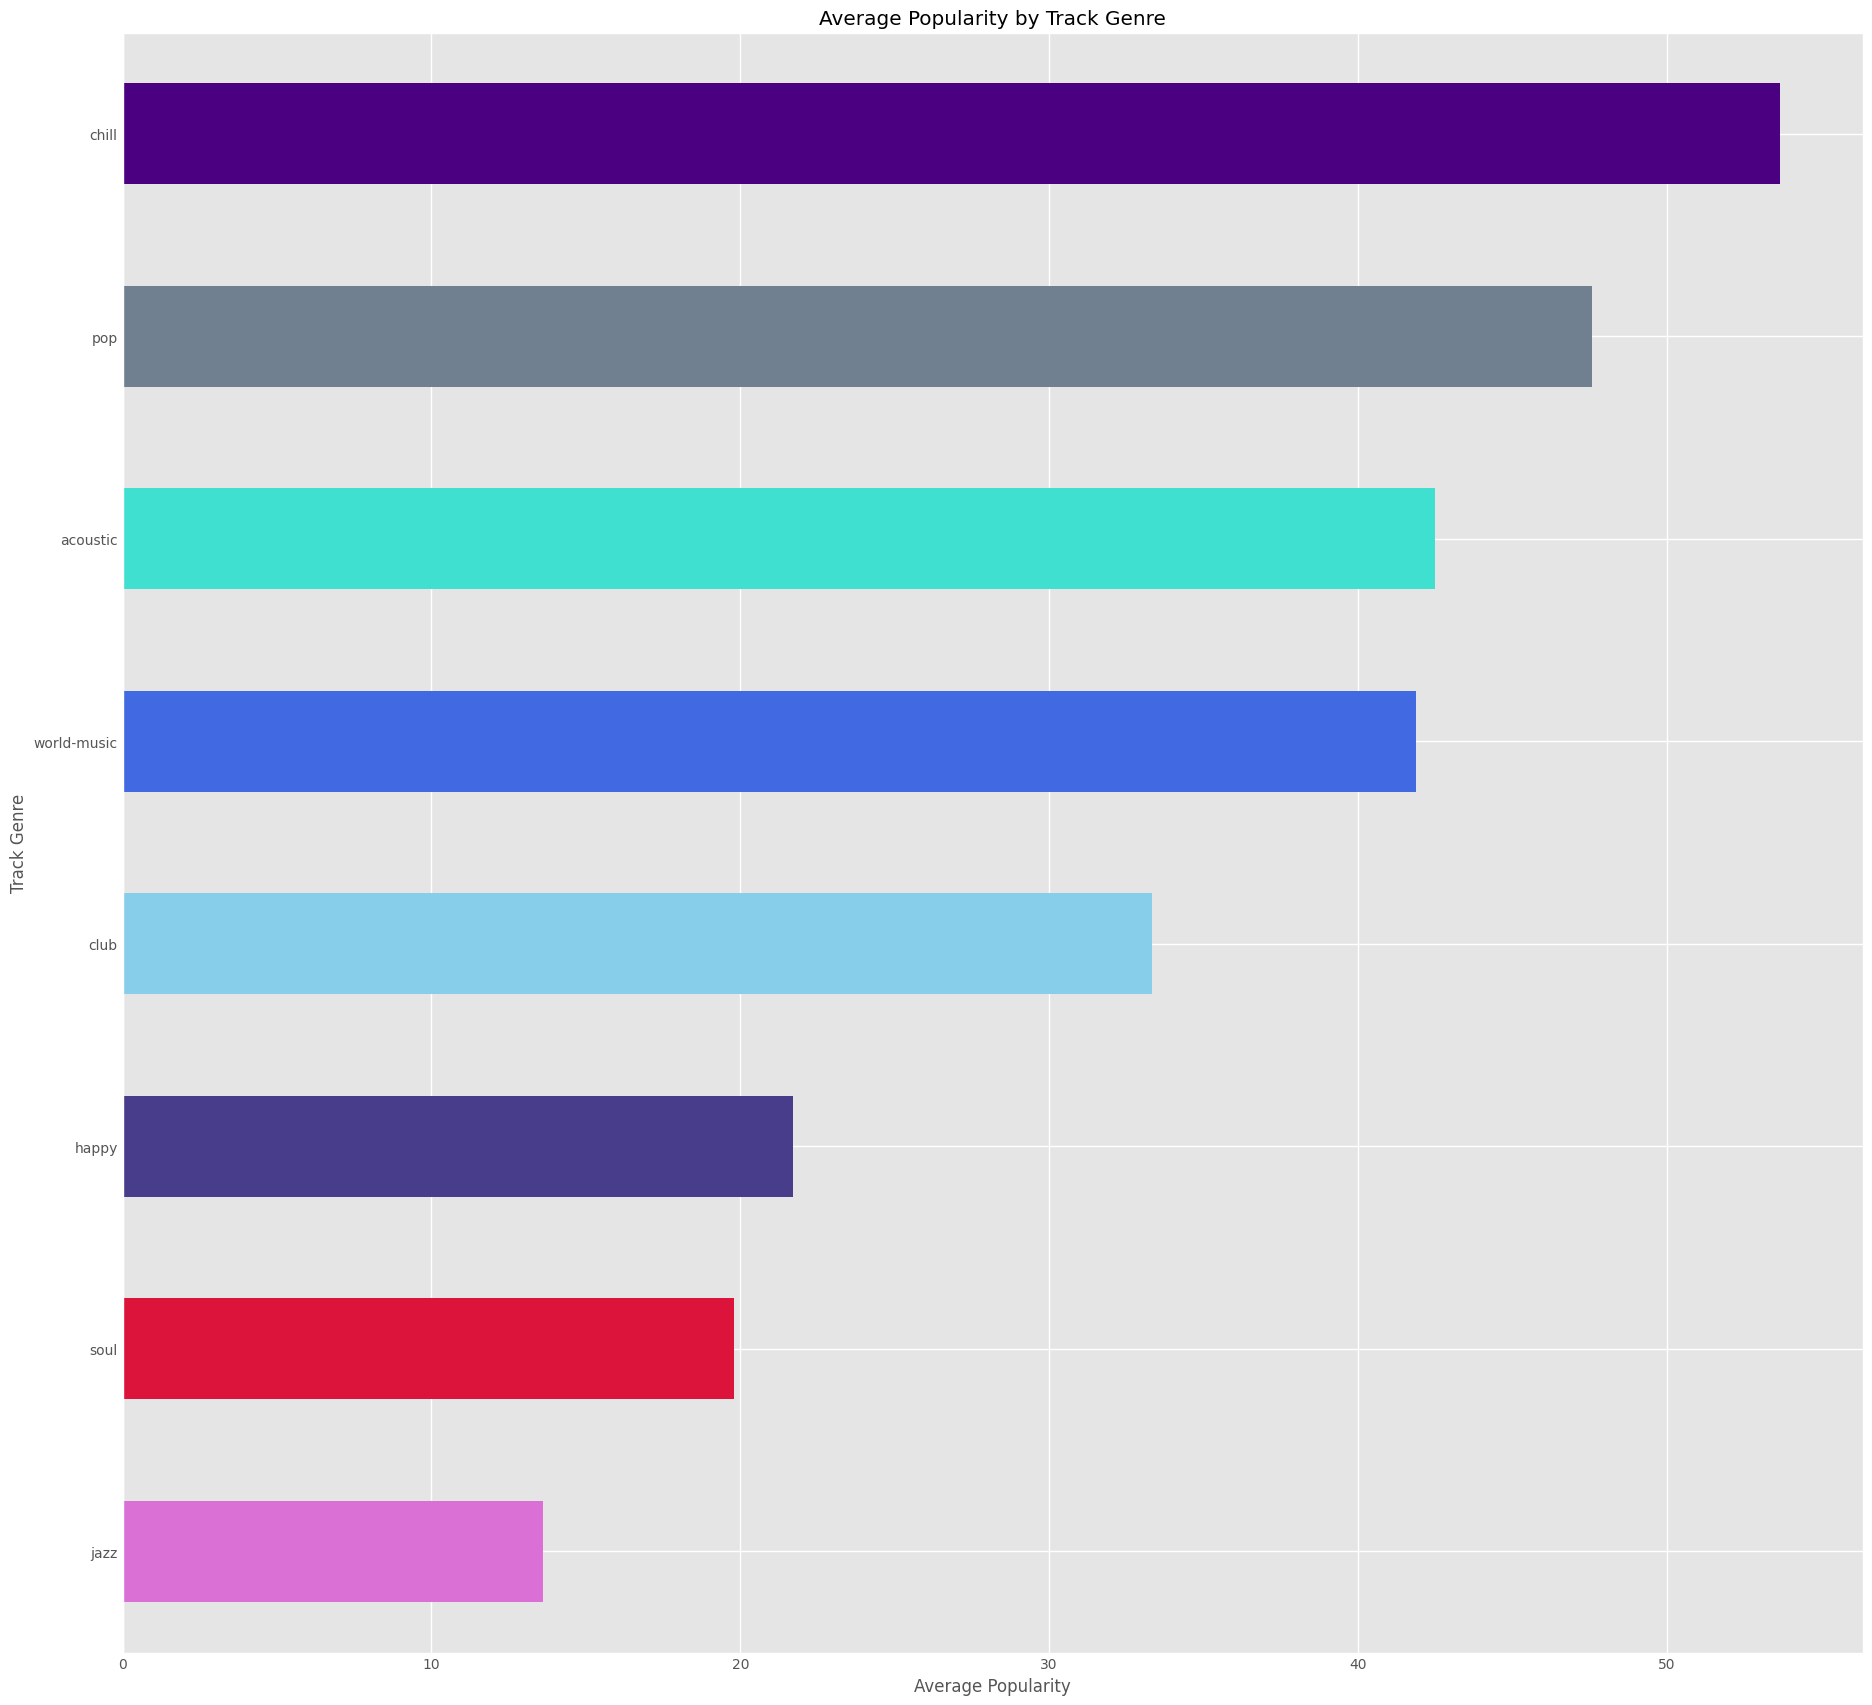 Average Popularity by Track Genre
chill
pop
acoustic
world-music
club
happy
soul
jazz
Track Genre
0 10 20 30 40 50
Average Popularity